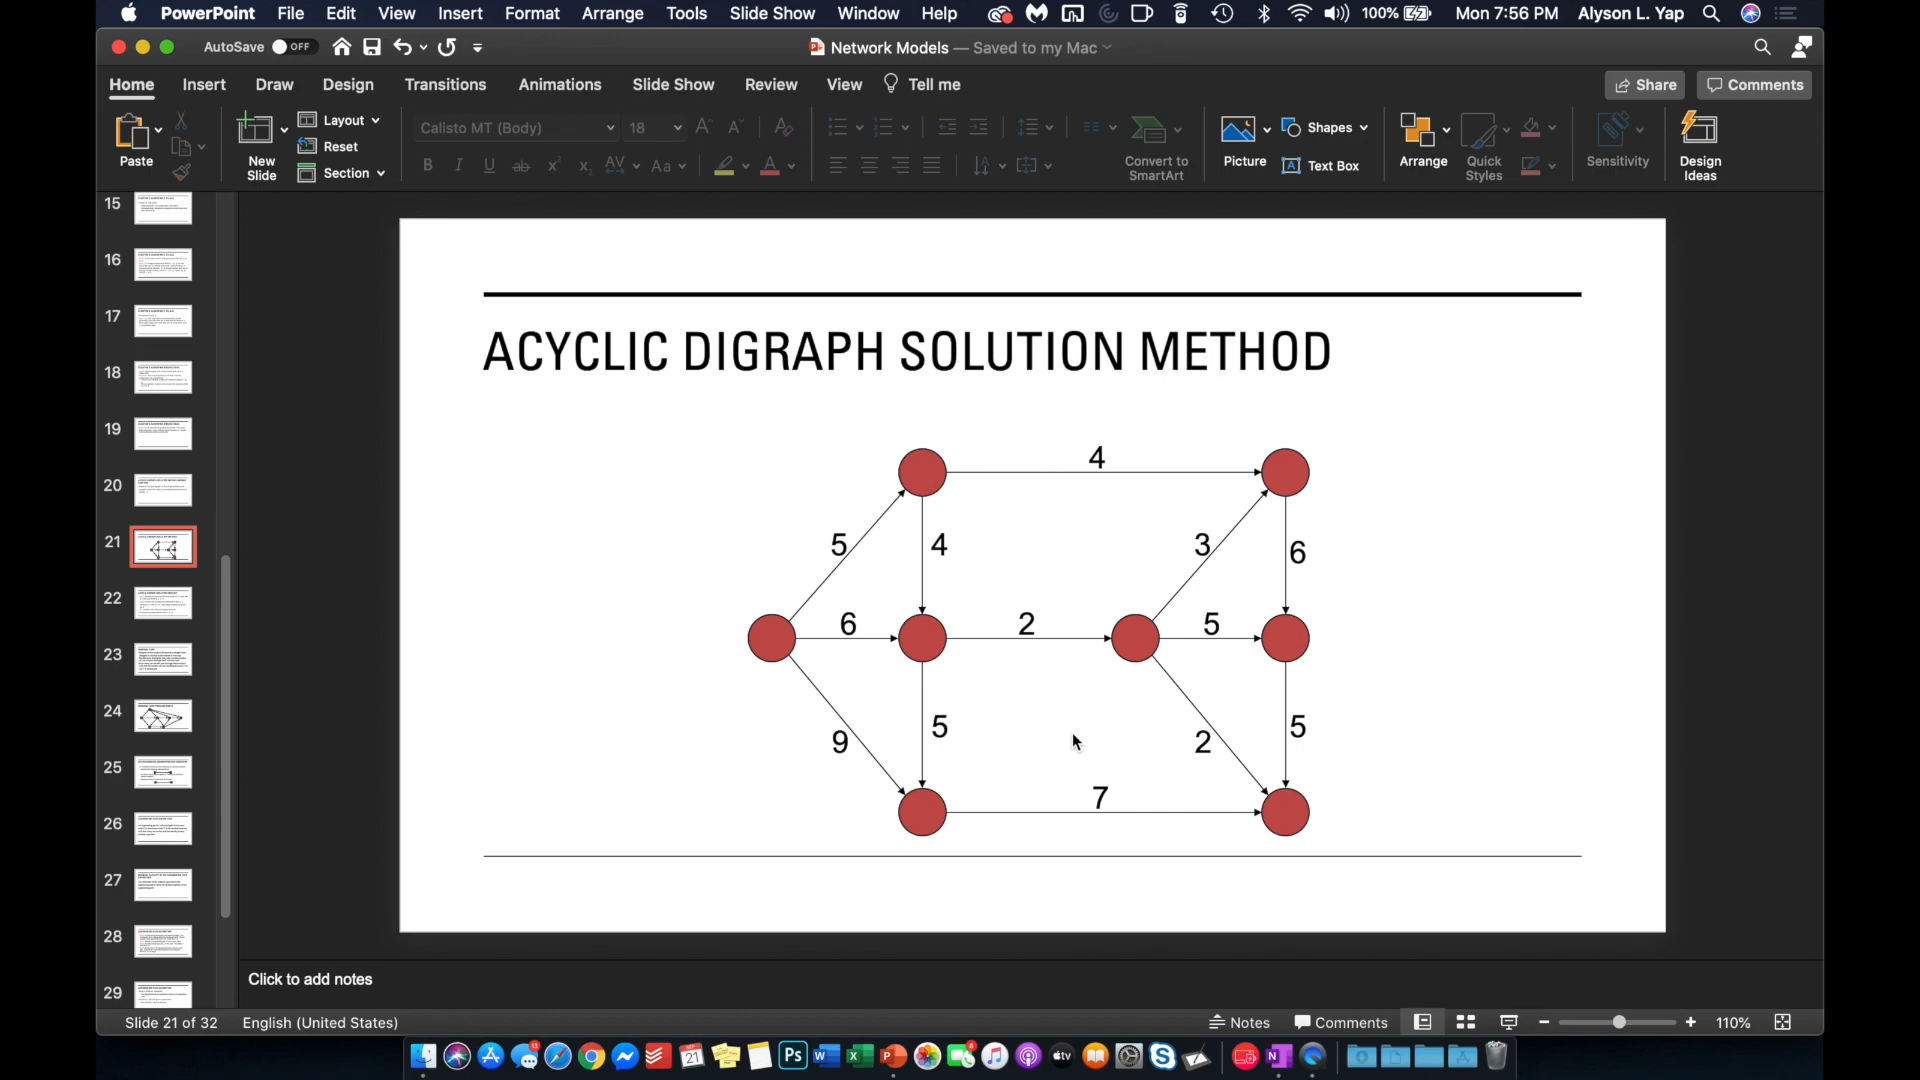 PowerPoint File Edit View Insert Format Arrange Tools Slide Show Window Help 100% Mon 7:56 PM Alyson L. Yap
AutoSave OFF Network Models — Saved to my Mac
Home Insert Draw Design Transitions Animations Slide Show Review View Tell me Share Comments
Paste
New Slide
Layout
Reset
Section
Calisto MT (Body) 18
Convert to SmartArt
Picture
Shapes
Text Box
Arrange
Quick Styles
Sensitivity
Design Ideas
15
16
17
18
19
20
21
22
23
24
25
26
27
28
29
ACYCLIC DIGRAPH SOLUTION METHOD
4
5 4 3 6
6 2 5
9 5 2 5
7
Click to add notes
Slide 21 of 32 English (United States) Notes Comments 110%